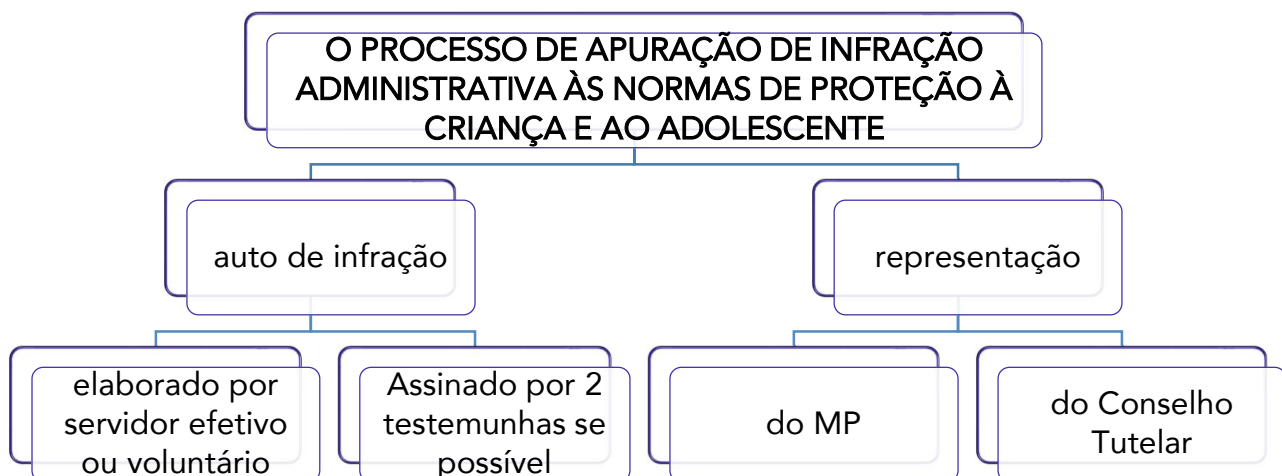 O PROCESSO DE APURAÇÃO DE INFRAÇÃO
ADMINISTRATIVA ÀS NORMAS DE PROTEÇÃO À
CRIANÇA E AO ADOLESCENTE
auto de infração
representação
elaborado por
servidor efetivo
ou voluntário
Assinado por 2
testemunhas se
possível
do MP
do Conselho
Tutelar